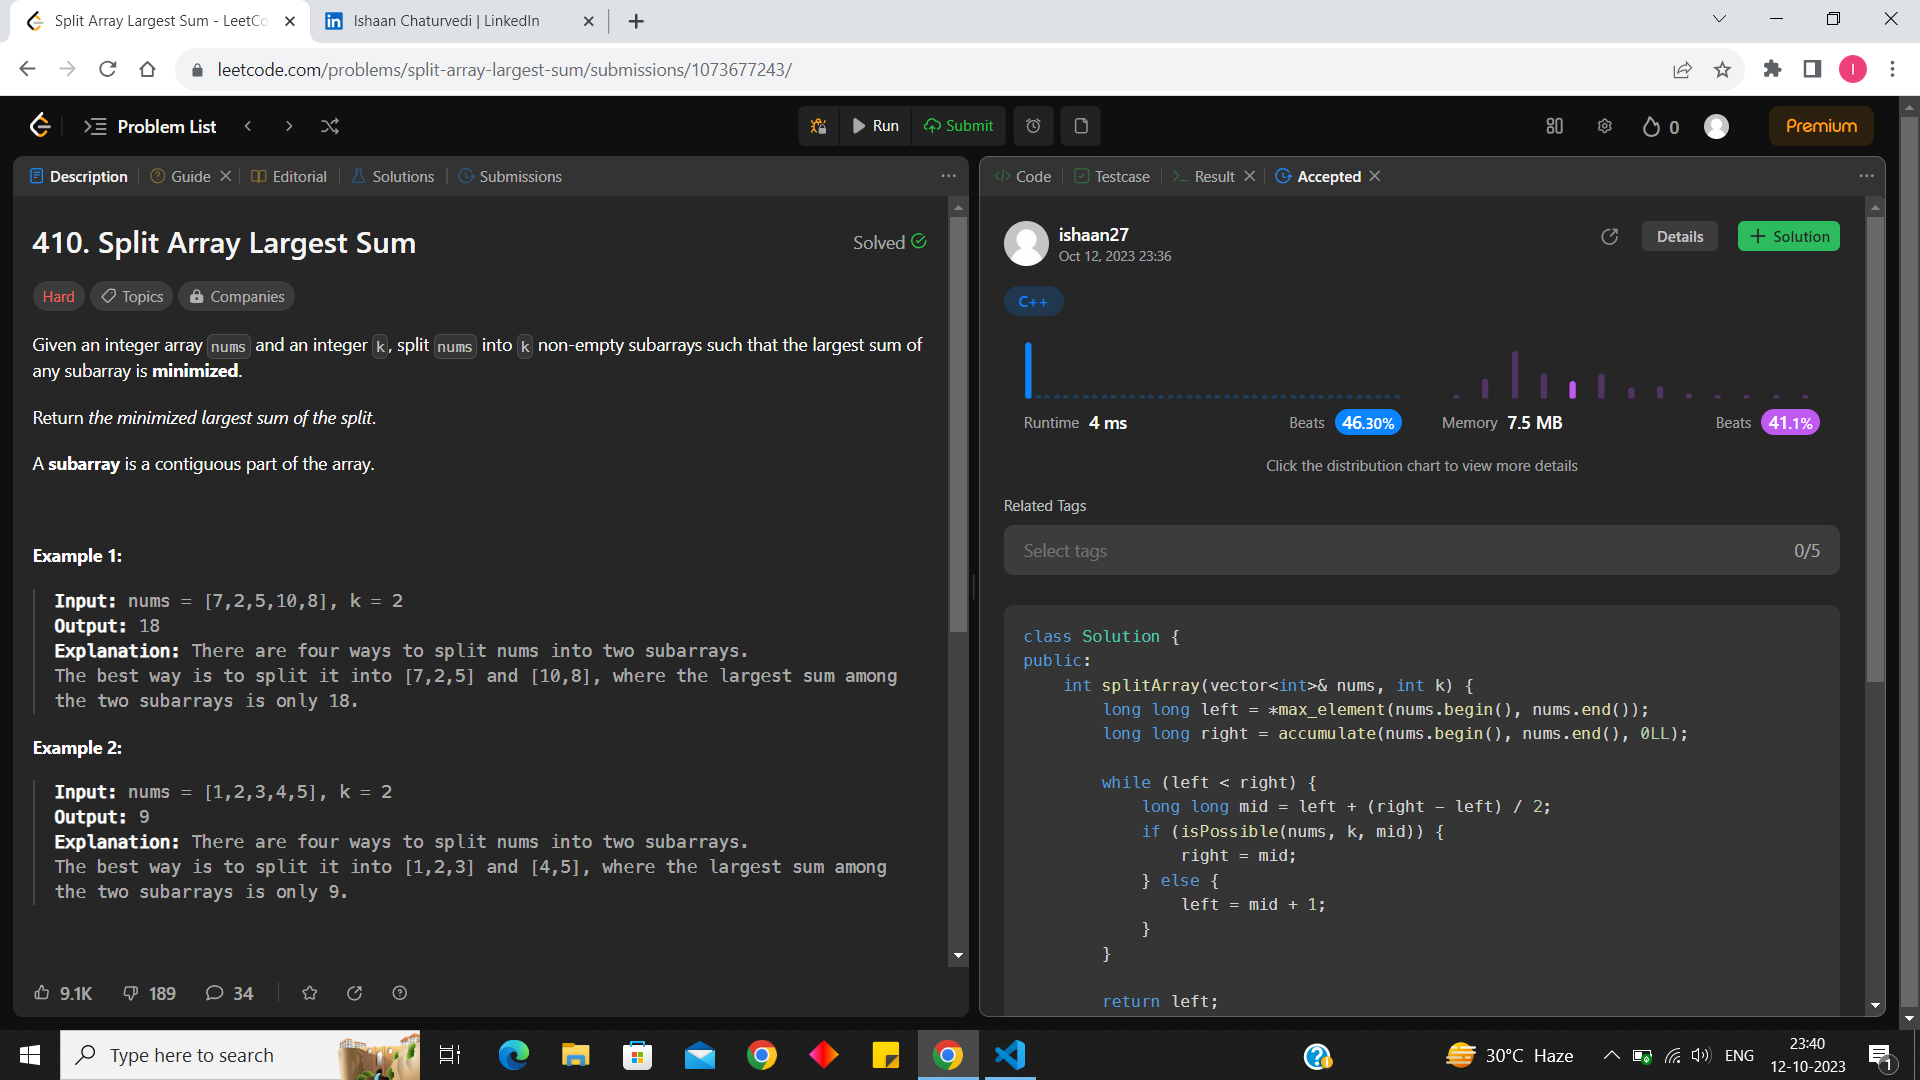 Split Array Largest Sum - LeetCo
Ishaan Chaturvedi | LinkedIn
leetcode.com/problems/split-array-largest-sum/submissions/1073677243/
I
Problem List
Run
Submit
0
Premium
Description
Guide
Editorial
Solutions
Submissions
Code
Testcase
Result
Accepted
410. Split Array Largest Sum
Solved
Hard
Topics
Companies
Given an integer array nums and an integer k, split nums into k non-empty subarrays such that the largest sum of
any subarray is minimized.
Return the minimized largest sum of the split.
A subarray is a contiguous part of the array.
Example 1:
Input: nums = [7,2,5,10,8], k = 2
Output: 18
Explanation: There are four ways to split nums into two subarrays.
The best way is to split it into [7,2,5] and [10,8], where the largest sum among
the two subarrays is only 18.
Example 2:
Input: nums = [1,2,3,4,5], k = 2
Output: 9
Explanation: There are four ways to split nums into two subarrays.
The best way is to split it into [1,2,3] and [4,5], where the largest sum among
the two subarrays is only 9.
9.1K
189
34
ishaan27
Oct 12, 2023 23:36
Details
+ Solution
C++
Runtime 4 ms
Beats 46.30%
Memory 7.5 MB
Beats 41.1%
Click the distribution chart to view more details
Related Tags
Select tags
0/5
class Solution {
public:
    int splitArray(vector<int>& nums, int k) {
        long long left = *max_element(nums.begin(), nums.end());
        long long right = accumulate(nums.begin(), nums.end(), 0LL);
        while (left < right) {
            long long mid = left + (right - left) / 2;
            if (isPossible(nums, k, mid)) {
                right = mid;
            } else {
                left = mid + 1;
            }
        }
        return left;
Type here to search
30°C Haze
ENG
23:40
12-10-2023
1